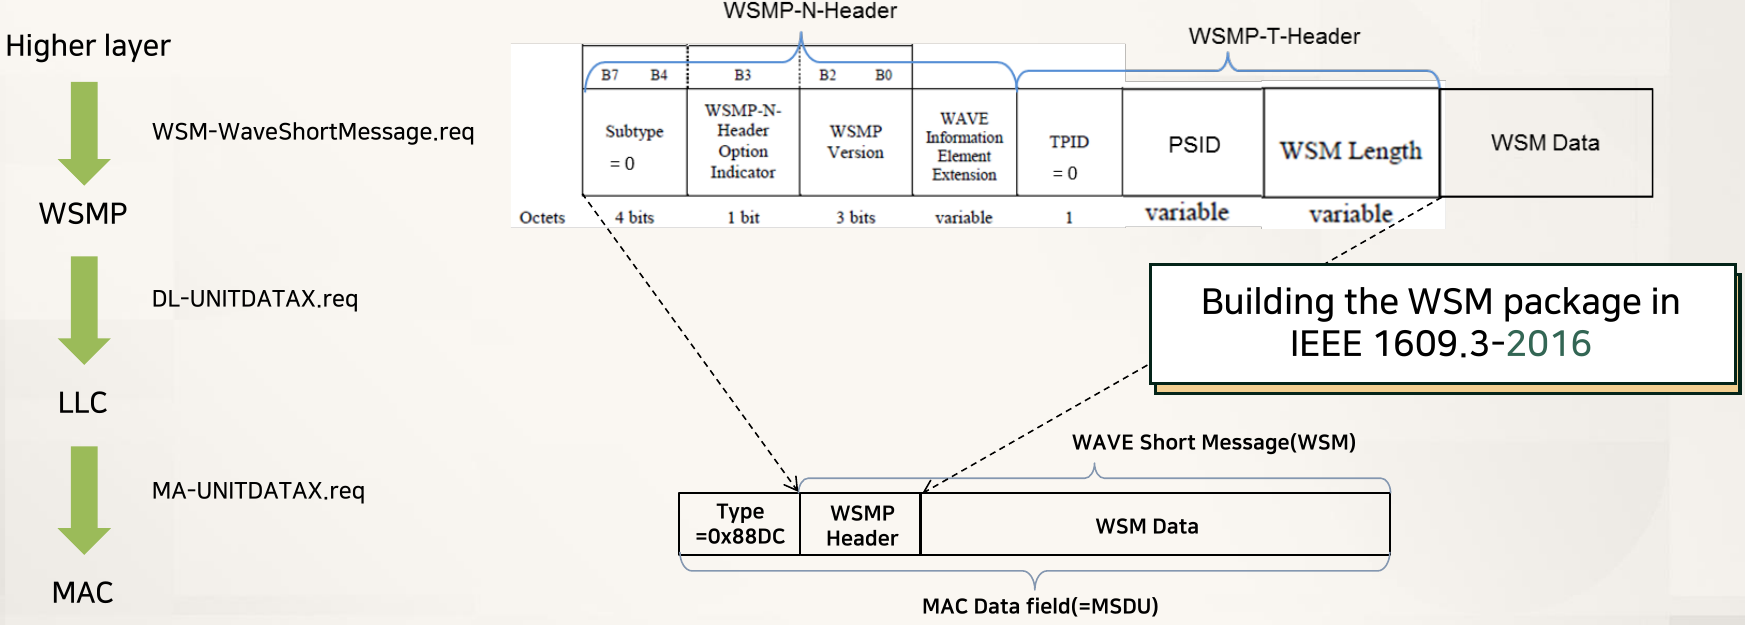 WSMP-N-Header
Higher layer
WSMP-T-Header
B7 B4 B3 B2 B0
WSM-WaveShortMessage.req
Subtype
= 0
WSMP-N-
Header
Option
Indicator
WSMP
Version
WAVE
Information
Element
Extension
TPID
= 0
PSID
WSM Length
WSM Data
WSMP
Octets 4 bits 1 bit 3 bits variable 1 variable variable
DL-UNITDATAX.req
Building the WSM package in
IEEE 1609.3-2016
LLC
WAVE Short Message(WSM)
MA-UNITDATAX.req
Type
=0x88DC
WSMP
Header
WSM Data
MAC
MAC Data field(=MSDU)